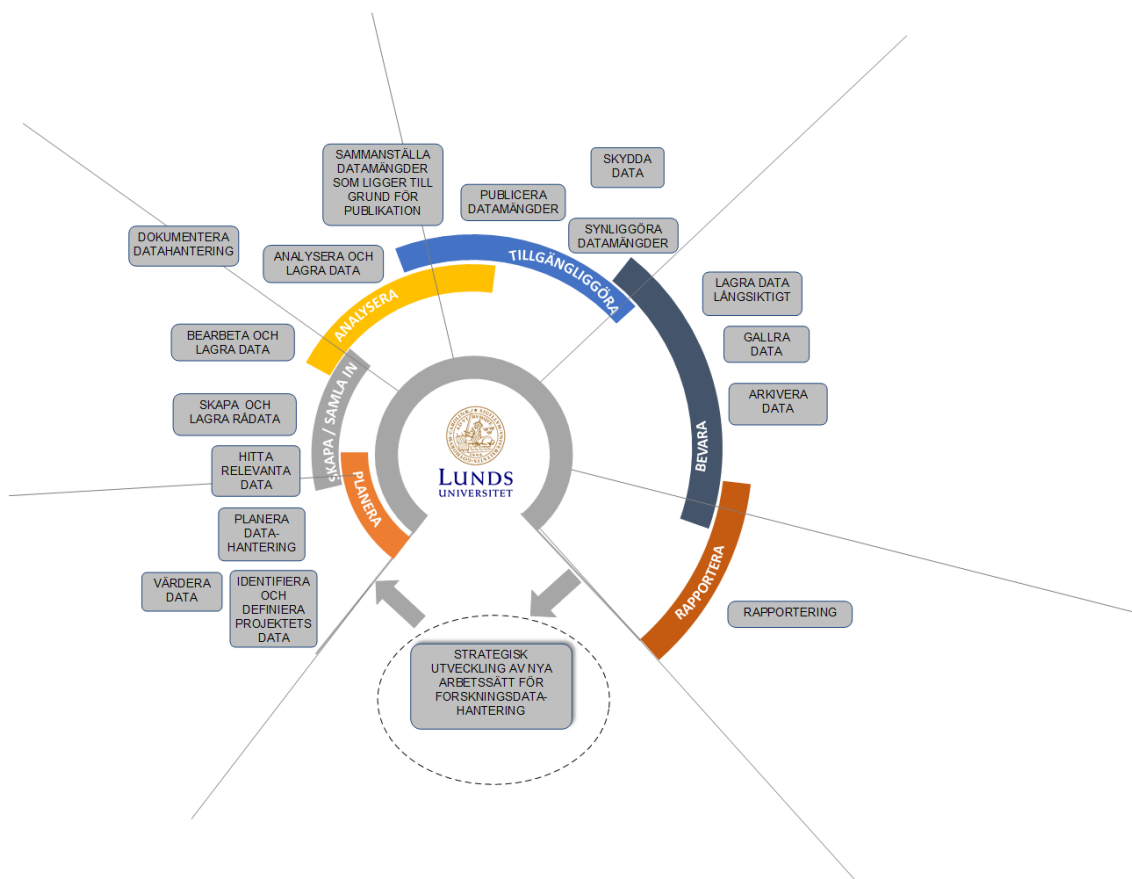 SAMMANSTÄLLA
DATAMÄNGDER
SOM LIGGER TILL
GRUND FÖR
PUBLIKATION
SKYDDA
DATA
PUBLICERA
DATAMÄNGDER
SYNLIGGÖRA
DATAMÄNGDER
DOKUMENTERA
DATAHANTERING
ANALYSERA OCH
LAGRA DATA
TILLGÄNGLIGGÖRA
LAGRA DATA
LÅNGSIKTIGT
ANALYSERA
BEARBETA OCH
LAGRA DATA
GALLRA
DATA
SKAPA / SAMLA IN
SKAPA OCH
LAGRA RÅDATA
ARKIVERA
DATA
BEVARA
HITTA
RELEVANTA
DATA
PLANERA
LUNDS
UNIVERSITET
PLANERA
DATA-
HANTERING
RAPPORTERA
VÄRDERA
DATA
IDENTIFIERA
OCH
DEFINIERA
PROJEKTETS
DATA
RAPPORTERING
STRATEGISK
UTVECKLING AV NYA
ARBETSSÄTT FÖR
FORSKNINGSDATA-
HANTERING